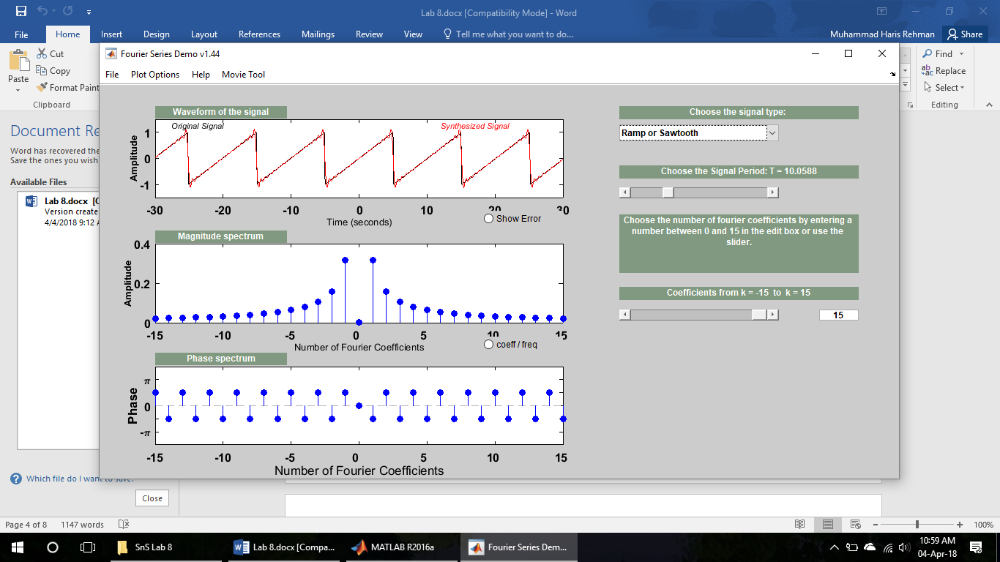 Lab 8.docx [Compatibility Mode] - Word
File Home Insert Design Layout References Mailings Review View Tell me what you want to do... Muhammad Haris Rehman Share
Paste
Cut
Copy
Format Paint
Clipboard
Find
Replace
Select
Editing
Document Re
Word has recovered the
Save the ones you wish
Available Files
Lab 8.docx [C
Version create
4/4/2018 9:12 A
Which file do I want to save?
Close
Fourier Series Demo v1.44
File Plot Options Help Movie Tool
Waveform of the signal
Original Signal Synthesized Signal
Amplitude
1
0
-1
-30 -20 -10 0 10 20 30
Time (seconds)
Show Error
Magnitude spectrum
Amplitude
0.4
0.2
0
-15 -10 -5 0 5 10 15
Number of Fourier Coefficients
coeff / freq
Phase spectrum
Phase
π
0
-π
-15 -10 -5 0 5 10 15
Number of Fourier Coefficients
Choose the signal type:
Ramp or Sawtooth
Choose the Signal Period: T = 10.0588
Choose the number of fourier coefficients by entering a
number between 0 and 15 in the edit box or use the
slider.
Coefficients from k = -15 to k = 15
15
Page 4 of 8 1147 words 100%
SnS Lab 8 Lab 8.docx [Compa... MATLAB R2016a Fourier Series Dem... 10:59 AM
04-Apr-18